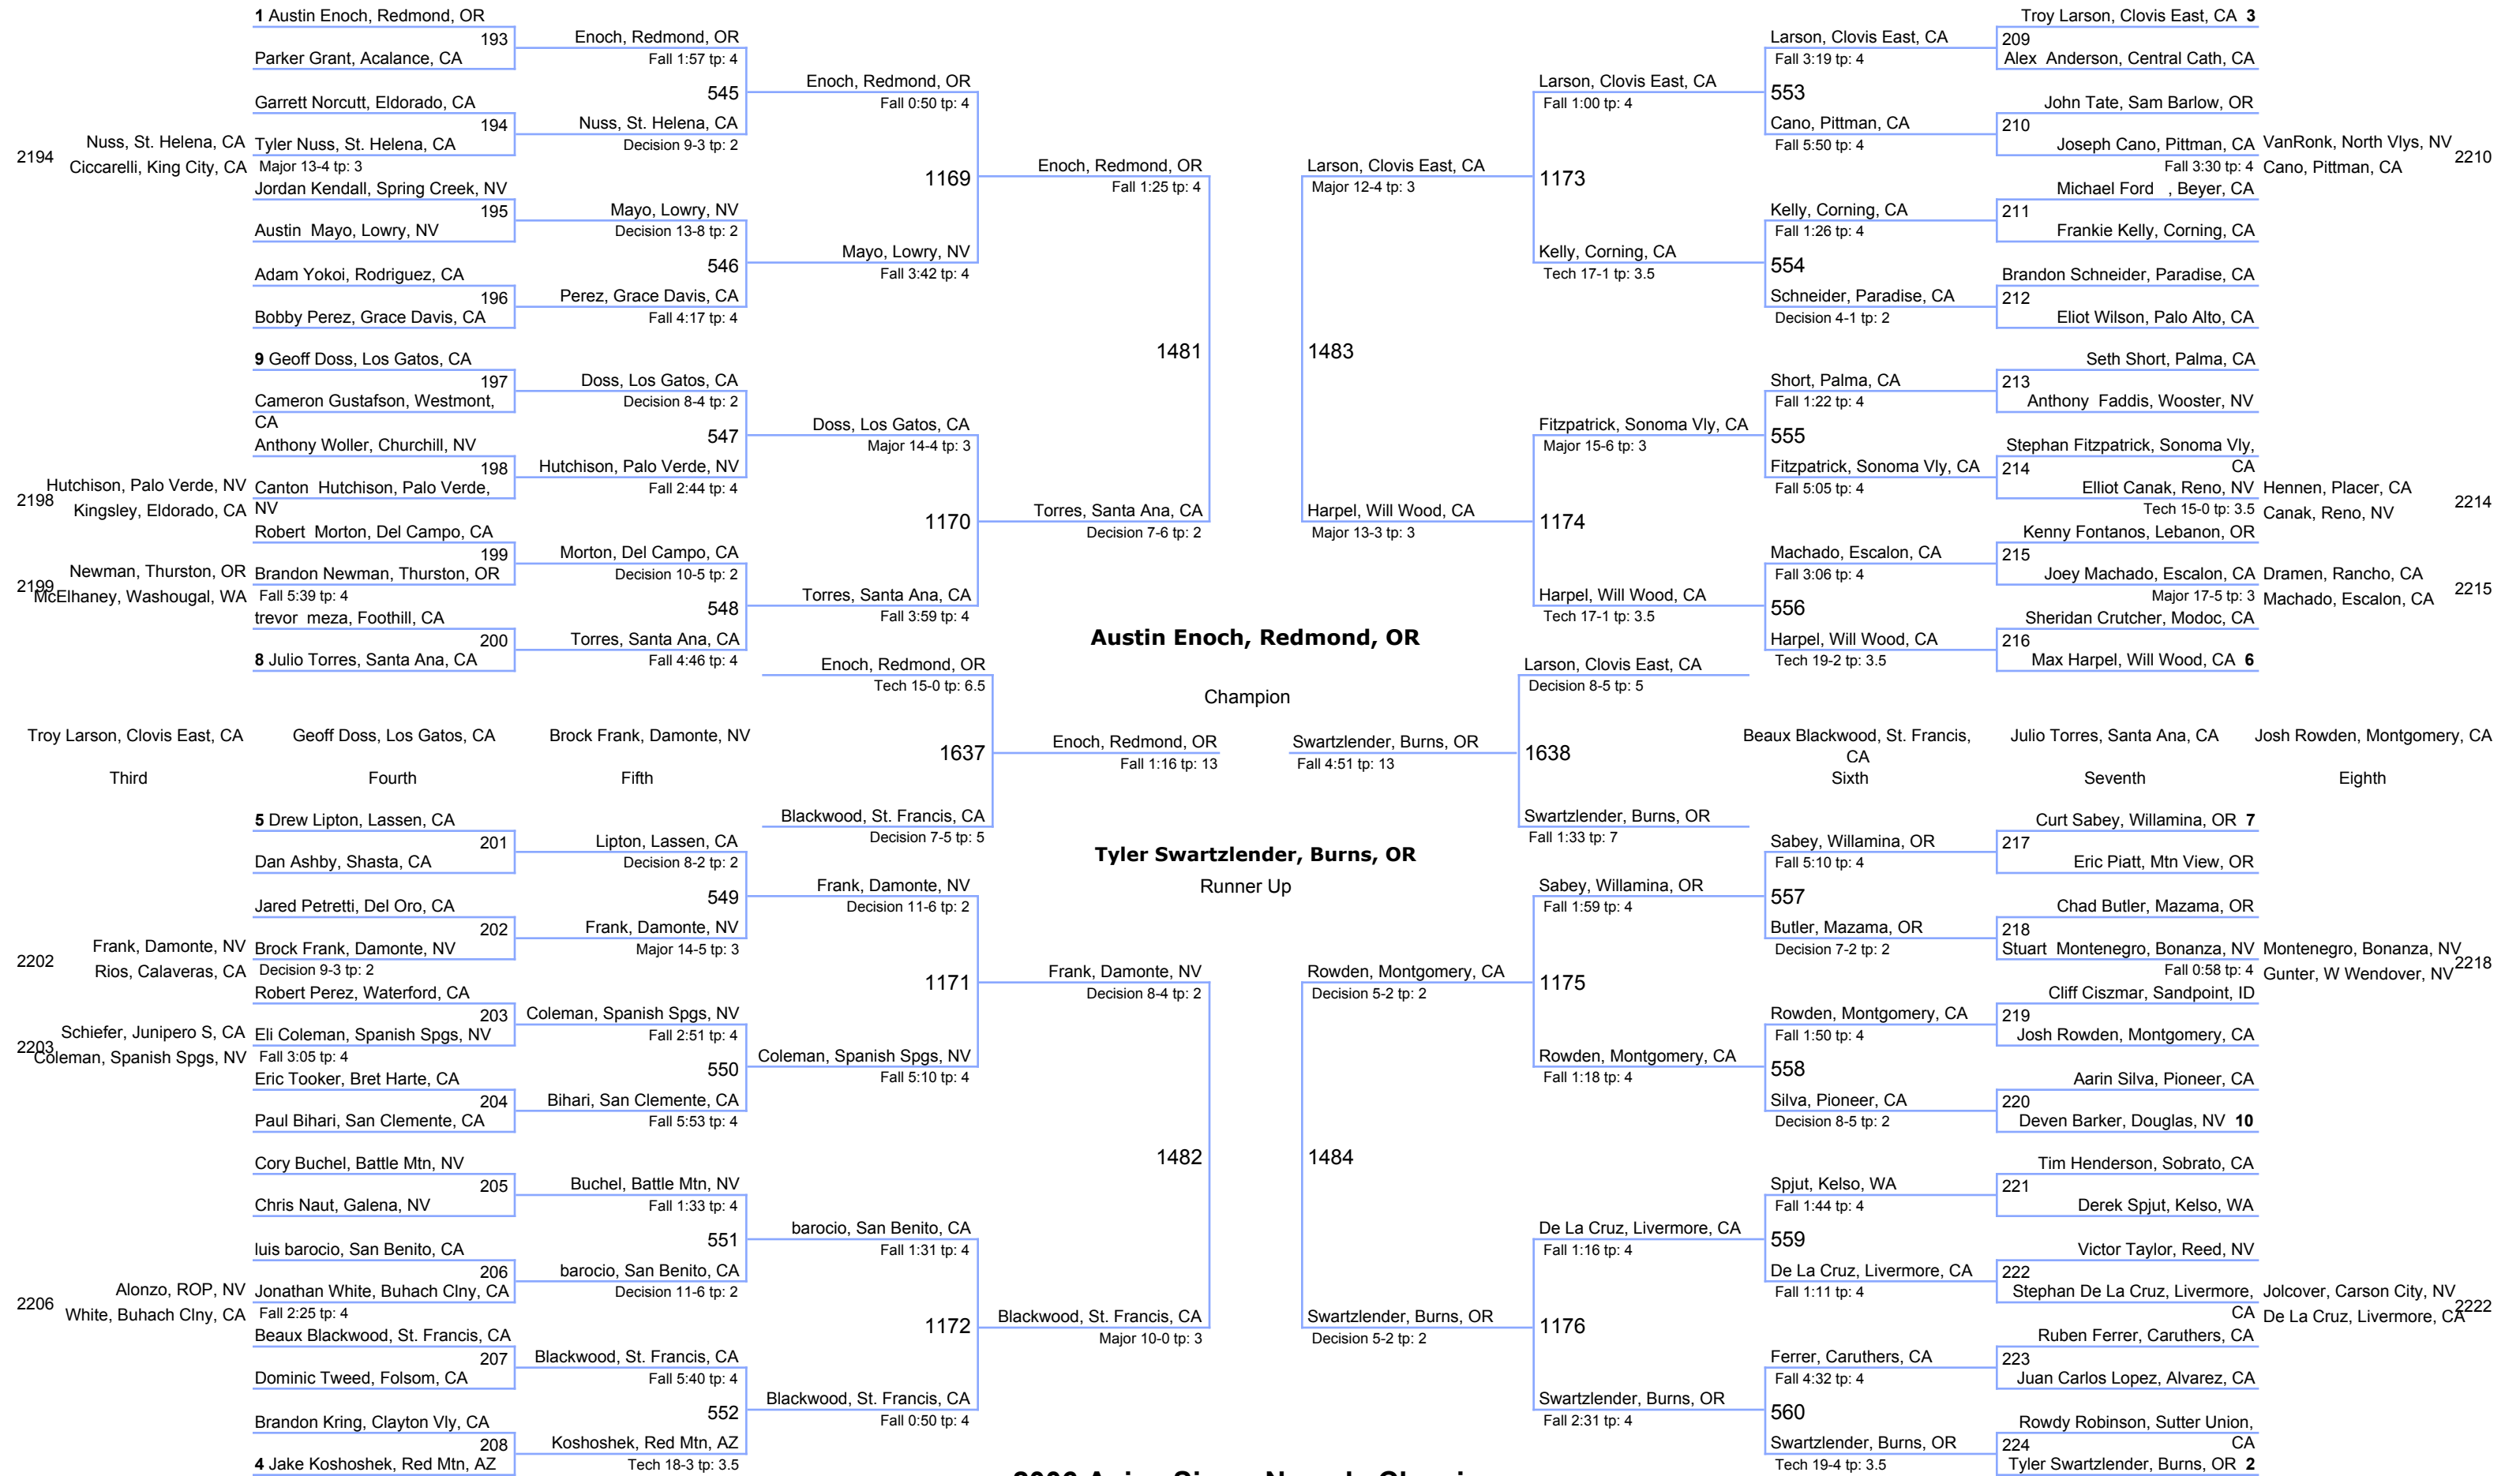 1 Austin Enoch, Redmond, OR
193
Parker Grant, Acalance, CA
Garrett Norcutt, Eldorado, CA
194
Nuss, St. Helena, CA
Tyler Nuss, St. Helena, CA
2194
Ciccarelli, King City, CA
Major 13-4 tp: 3
Jordan Kendall, Spring Creek, NV
195
Austin Mayo, Lowry, NV
Adam Yokoi, Rodriguez, CA
196
Bobby Perez, Grace Davis, CA
9 Geoff Doss, Los Gatos, CA
197
Cameron Gustafson, Westmont,
CA
Anthony Woller, Churchill, NV
198
Hutchison, Palo Verde, NV
Canton Hutchison, Palo Verde,
NV
2198
Kingsley, Eldorado, CA
Robert Morton, Del Campo, CA
199
Newman, Thurston, OR
Brandon Newman, Thurston, OR
2199
McElhaney, Washougal, WA
Fall 5:39 tp: 4
trevor meza, Foothill, CA
200
8 Julio Torres, Santa Ana, CA
Enoch, Redmond, OR
Fall 1:57 tp: 4
545
Nuss, St. Helena, CA
Decision 9-3 tp: 2
Mayo, Lowry, NV
Decision 13-8 tp: 2
546
Perez, Grace Davis, CA
Fall 4:17 tp: 4
Doss, Los Gatos, CA
Decision 8-4 tp: 2
547
Hutchison, Palo Verde, NV
Fall 2:44 tp: 4
Morton, Del Campo, CA
Decision 10-5 tp: 2
548
Torres, Santa Ana, CA
Fall 4:46 tp: 4
Enoch, Redmond, OR
Fall 0:50 tp: 4
1169
Mayo, Lowry, NV
Fall 3:42 tp: 4
Doss, Los Gatos, CA
Major 14-4 tp: 3
1170
Torres, Santa Ana, CA
Fall 3:59 tp: 4
Enoch, Redmond, OR
Fall 1:25 tp: 4
1481
Torres, Santa Ana, CA
Decision 7-6 tp: 2
Larson, Clovis East, CA
Major 12-4 tp: 3
1483
Harpel, Will Wood, CA
Major 13-3 tp: 3
Larson, Clovis East, CA
Fall 1:00 tp: 4
1173
Kelly, Corning, CA
Tech 17-1 tp: 3.5
Fitzpatrick, Sonoma Vly, CA
Major 15-6 tp: 3
1174
Harpel, Will Wood, CA
Tech 17-1 tp: 3.5
Larson, Clovis East, CA
Fall 3:19 tp: 4
553
Cano, Pittman, CA
Fall 5:50 tp: 4
Kelly, Corning, CA
Fall 1:26 tp: 4
554
Schneider, Paradise, CA
Decision 4-1 tp: 2
Short, Palma, CA
Fall 1:22 tp: 4
555
Fitzpatrick, Sonoma Vly, CA
Fall 5:05 tp: 4
Machado, Escalon, CA
Fall 3:06 tp: 4
556
Harpel, Will Wood, CA
Tech 19-2 tp: 3.5
Troy Larson, Clovis East, CA 3
209
Alex Anderson, Central Cath, CA
John Tate, Sam Barlow, OR
210
Joseph Cano, Pittman, CA
VanRonk, North Vlys, NV
2210
Fall 3:30 tp: 4
Cano, Pittman, CA
Michael Ford , Beyer, CA
211
Frankie Kelly, Corning, CA
Brandon Schneider, Paradise, CA
212
Eliot Wilson, Palo Alto, CA
Seth Short, Palma, CA
213
Anthony Faddis, Wooster, NV
Stephan Fitzpatrick, Sonoma Vly,
CA
214
Elliot Canak, Reno, NV
Hennen, Placer, CA
2214
Tech 15-0 tp: 3.5
Canak, Reno, NV
Kenny Fontanos, Lebanon, OR
215
Joey Machado, Escalon, CA
Dramen, Rancho, CA
2215
Major 17-5 tp: 3
Machado, Escalon, CA
Sheridan Crutcher, Modoc, CA
216
Max Harpel, Will Wood, CA 6
Austin Enoch, Redmond, OR
Champion
Enoch, Redmond, OR
Tech 15-0 tp: 6.5
1637
Blackwood, St. Francis, CA
Decision 7-5 tp: 5
Enoch, Redmond, OR
Fall 1:16 tp: 13
Swartzlender, Burns, OR
Fall 4:51 tp: 13
Larson, Clovis East, CA
Decision 8-5 tp: 5
1638
Swartzlender, Burns, OR
Fall 1:33 tp: 7
Tyler Swartzlender, Burns, OR
Runner Up
Troy Larson, Clovis East, CA
Third
Geoff Doss, Los Gatos, CA
Fourth
Brock Frank, Damonte, NV
Fifth
Beaux Blackwood, St. Francis,
CA
Sixth
Julio Torres, Santa Ana, CA
Seventh
Josh Rowden, Montgomery, CA
Eighth
5 Drew Lipton, Lassen, CA
201
Dan Ashby, Shasta, CA
Jared Petretti, Del Oro, CA
202
Frank, Damonte, NV
Brock Frank, Damonte, NV
2202
Rios, Calaveras, CA
Decision 9-3 tp: 2
Robert Perez, Waterford, CA
203
Schiefer, Junipero S, CA
Eli Coleman, Spanish Spgs, NV
2203
Coleman, Spanish Spgs, NV
Fall 3:05 tp: 4
Eric Tooker, Bret Harte, CA
204
Paul Bihari, San Clemente, CA
Cory Buchel, Battle Mtn, NV
205
Chris Naut, Galena, NV
luis barocio, San Benito, CA
206
Alonzo, ROP, NV
Jonathan White, Buhach Clny, CA
2206
White, Buhach Clny, CA
Fall 2:25 tp: 4
Beaux Blackwood, St. Francis, CA
207
Dominic Tweed, Folsom, CA
Brandon Kring, Clayton Vly, CA
208
4 Jake Koshoshek, Red Mtn, AZ
Lipton, Lassen, CA
Decision 8-2 tp: 2
549
Frank, Damonte, NV
Major 14-5 tp: 3
Coleman, Spanish Spgs, NV
Fall 2:51 tp: 4
550
Bihari, San Clemente, CA
Fall 5:53 tp: 4
Buchel, Battle Mtn, NV
Fall 1:33 tp: 4
551
barocio, San Benito, CA
Decision 11-6 tp: 2
Blackwood, St. Francis, CA
Fall 5:40 tp: 4
552
Koshoshek, Red Mtn, AZ
Tech 18-3 tp: 3.5
Frank, Damonte, NV
Decision 11-6 tp: 2
1171
Coleman, Spanish Spgs, NV
Fall 5:10 tp: 4
barocio, San Benito, CA
Fall 1:31 tp: 4
1172
Blackwood, St. Francis, CA
Fall 0:50 tp: 4
Frank, Damonte, NV
Decision 8-4 tp: 2
1482
Blackwood, St. Francis, CA
Major 10-0 tp: 3
Rowden, Montgomery, CA
Decision 5-2 tp: 2
1484
Swartzlender, Burns, OR
Decision 5-2 tp: 2
Sabey, Willamina, OR
Fall 1:59 tp: 4
1175
Rowden, Montgomery, CA
Fall 1:18 tp: 4
De La Cruz, Livermore, CA
Fall 1:16 tp: 4
1176
Swartzlender, Burns, OR
Fall 2:31 tp: 4
Sabey, Willamina, OR
Fall 5:10 tp: 4
557
Butler, Mazama, OR
Decision 7-2 tp: 2
Rowden, Montgomery, CA
Fall 1:50 tp: 4
558
Silva, Pioneer, CA
Decision 8-5 tp: 2
Spjut, Kelso, WA
Fall 1:44 tp: 4
559
De La Cruz, Livermore, CA
Fall 1:11 tp: 4
Ferrer, Caruthers, CA
Fall 4:32 tp: 4
560
Swartzlender, Burns, OR
Tech 19-4 tp: 3.5
Curt Sabey, Willamina, OR 7
217
Eric Piatt, Mtn View, OR
Chad Butler, Mazama, OR
218
Stuart Montenegro, Bonanza, NV
Montenegro, Bonanza, NV
2218
Fall 0:58 tp: 4
Gunter, W Wendover, NV
Cliff Ciszmar, Sandpoint, ID
219
Josh Rowden, Montgomery, CA
Aarin Silva, Pioneer, CA
220
Deven Barker, Douglas, NV 10
Tim Henderson, Sobrato, CA
221
Derek Spjut, Kelso, WA
Victor Taylor, Reed, NV
222
Stephan De La Cruz, Livermore,
CA
Jolcover, Carson City, NV
2222
De La Cruz, Livermore, CA
Ruben Ferrer, Caruthers, CA
223
Juan Carlos Lopez, Alvarez, CA
Rowdy Robinson, Sutter Union,
CA
224
Tyler Swartzlender, Burns, OR 2